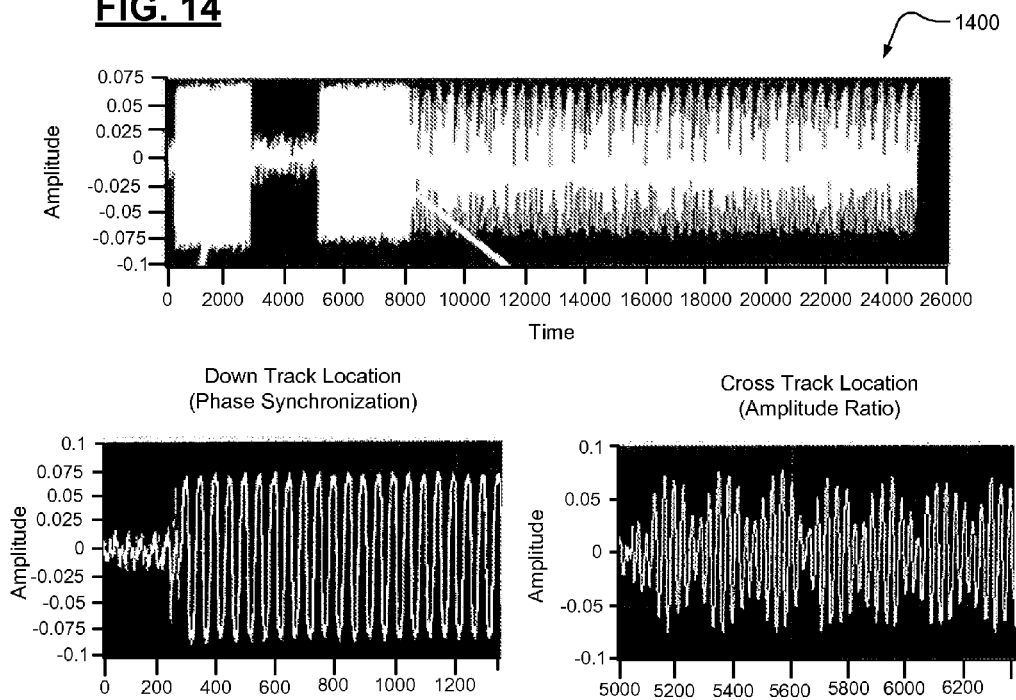 FIG. 14
1400
Amplitude
0.075
0.05
0.025
0
-0.025
-0.05
-0.075
-0.1
0 2000 4000 6000 8000 10000 12000 14000 16000 18000 20000 22000 24000 26000
Time
Down Track Location
(Phase Synchronization)
Amplitude
0.1
0.075
0.05
0.025
0
-0.025
-0.05
-0.075
-0.1
0 200 400 600 800 1000 1200
Cross Track Location
(Amplitude Ratio)
Amplitude
0.1
0.05
0
-0.05
-0.1
5000 5200 5400 5600 5800 6000 6200